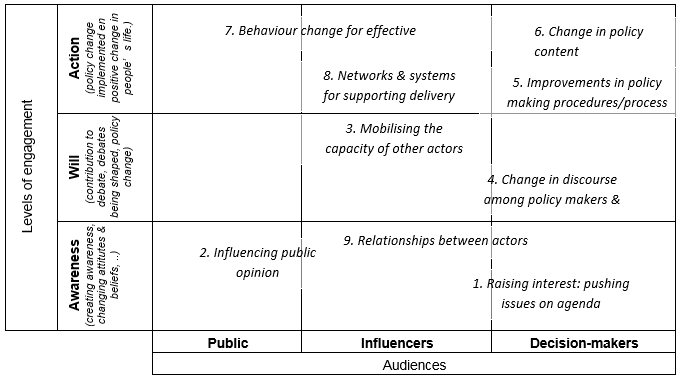 Levels of engagement
Action
(policy change
implemented en
positive change in
people's life.)
7. Behaviour change for effective
6. Change in policy
content
8. Networks & systems
for supporting delivery
5. Improvements in policy
making procedures/process
Will
(contribution to
debate, debates
being shaped, policy
change)
3. Mobilising the
capacity of other actors
4. Change in discourse
among policy makers &
Awareness
(creating awareness,
changing attitutes &
beliefs, ..)
2. Influencing public
opinion
9. Relationships between actors
1. Raising interest: pushing
issues on agenda
Public
Influencers
Decision-makers
Audiences